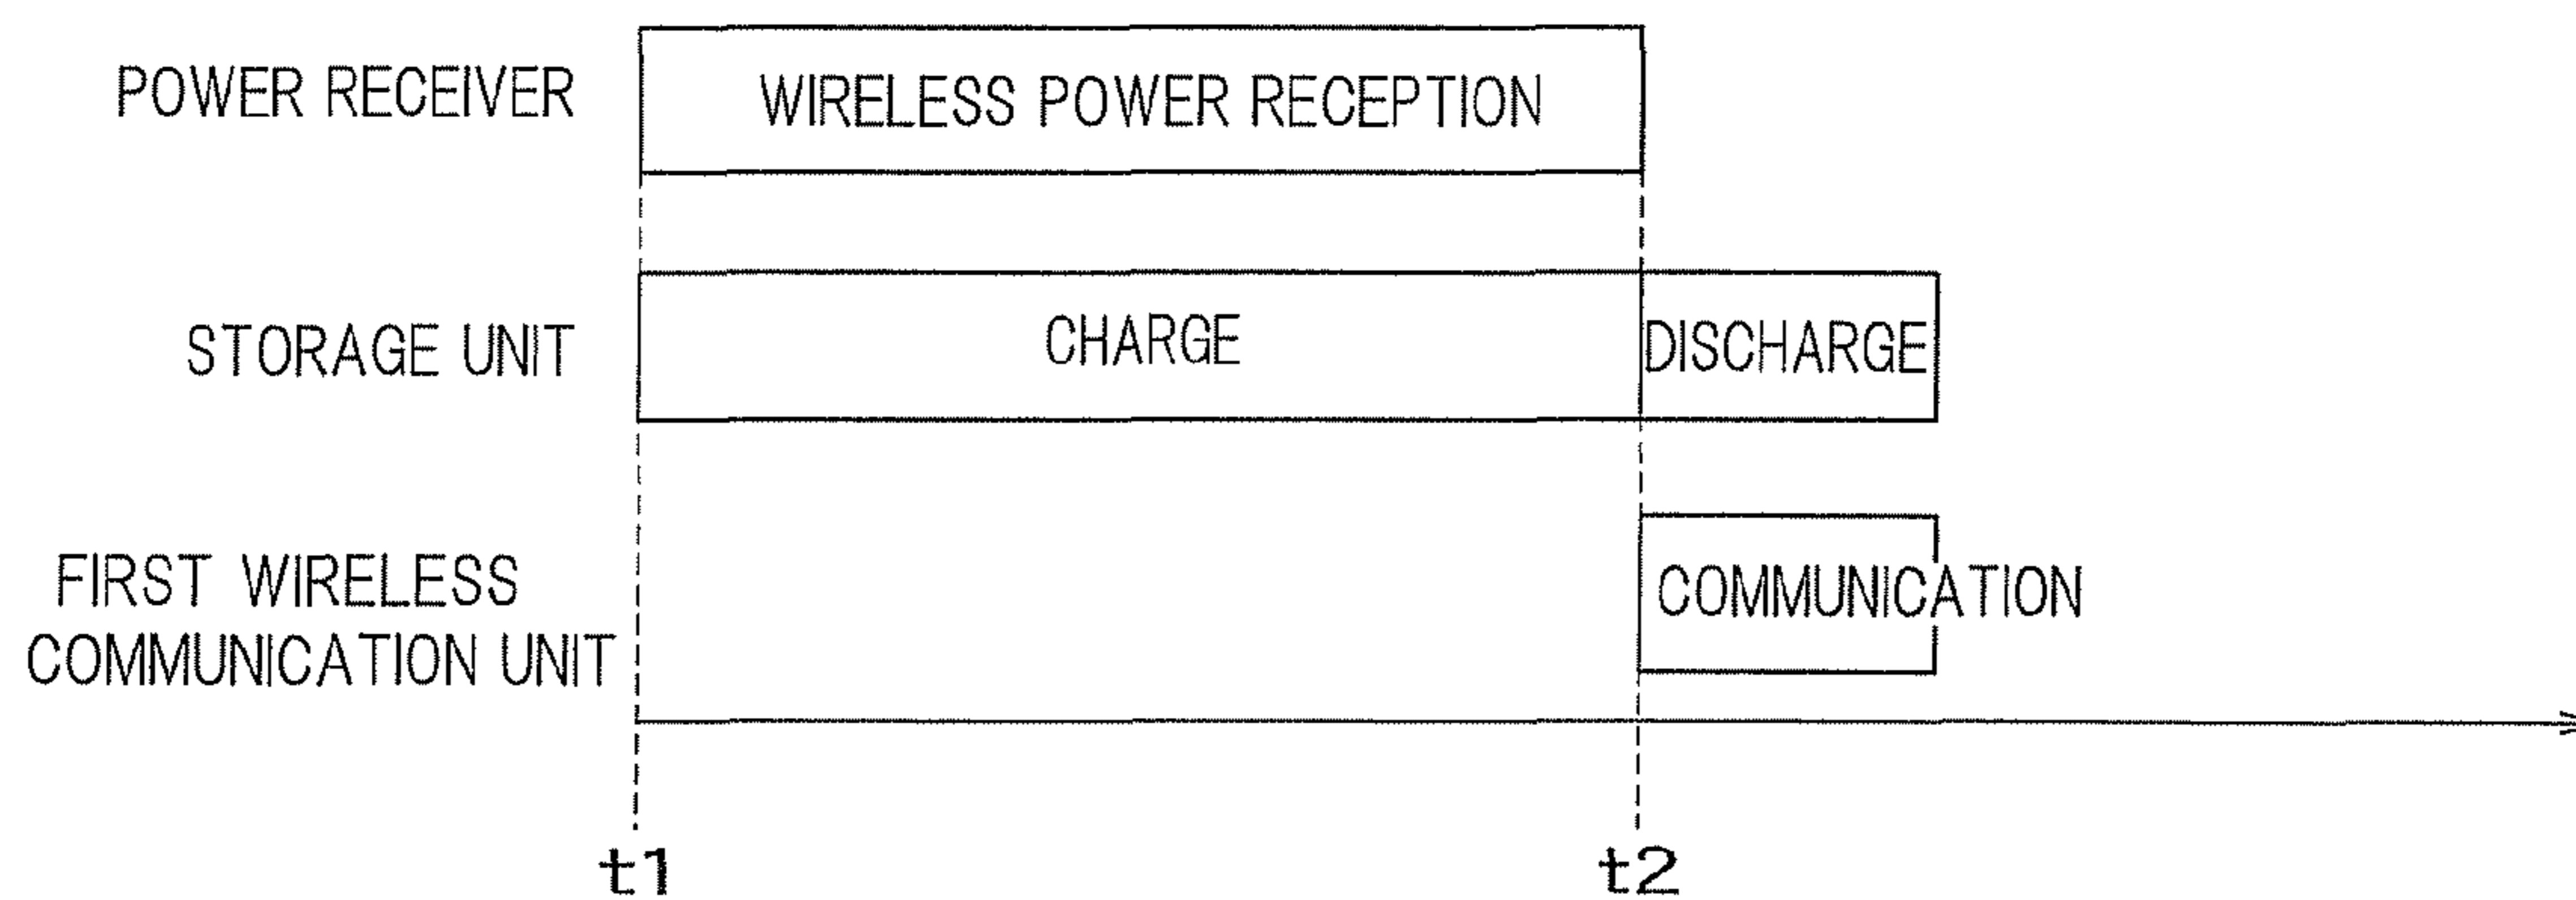 POWER RECEIVER
WIRELESS POWER RECEPTION
STORAGE UNIT
CHARGE
DISCHARGE
FIRST WIRELESS
COMMUNICATION UNIT
COMMUNICATION
t1
t2